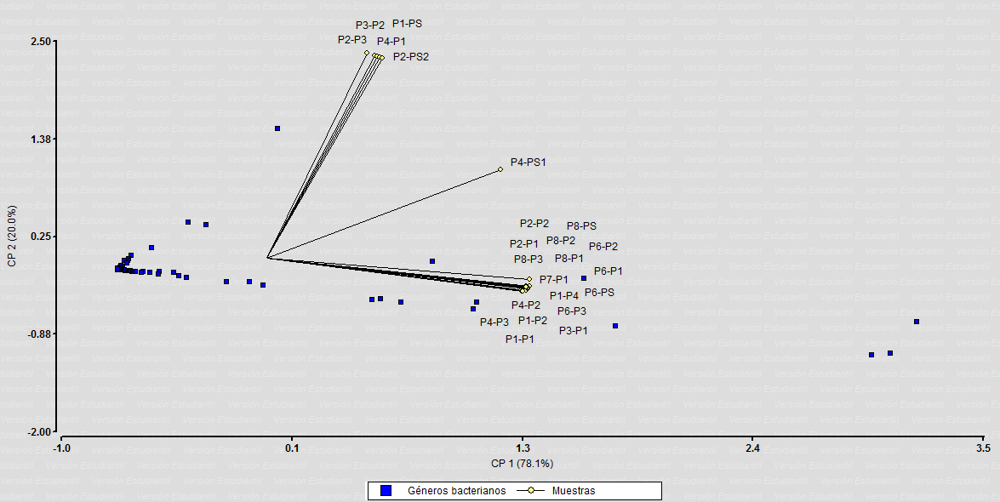 P3-P2 P1-PS
P2-P3 P4-P1
P2-PS2
2.50
1.38
P4-PS1
P2-P2 P8-PS
0.25
P2-P1 P8-P2 P6-P2
P8-P3 P8-P1
P6-P1
P7-P1
P1-P4 P6-PS
P4-P2 P6-P3
P4-P3 P1-P2
P3-P1
-0.88
P1-P1
-2.00
CP 2 (20.0%)
-1.0 0.1 1.3 2.4 3.5
CP 1 (78.1%)
Géneros bacterianos Muestras
Versión Estudiantil